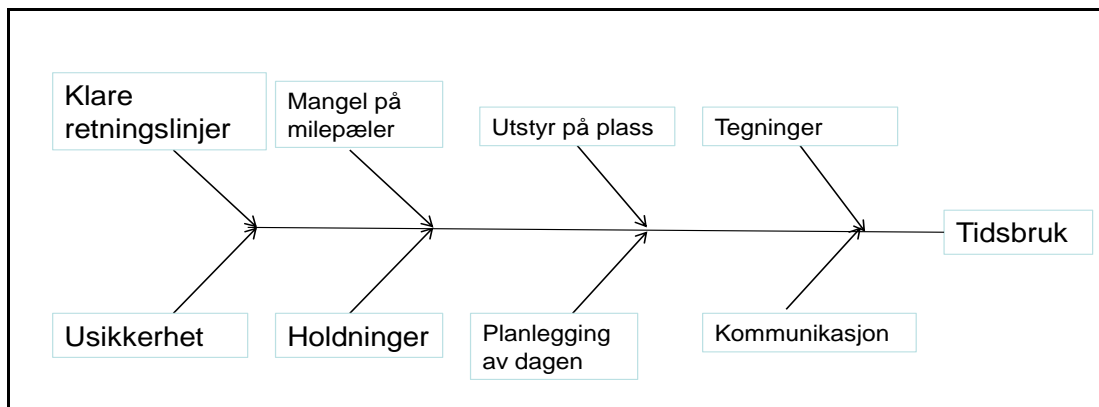 Klare
retningslinjer
Mangel på
milepæler
Utstyr på plass
Tegninger
Tidsbruk
Usikkerhet
Holdninger
Planlegging
av dagen
Kommunikasjon